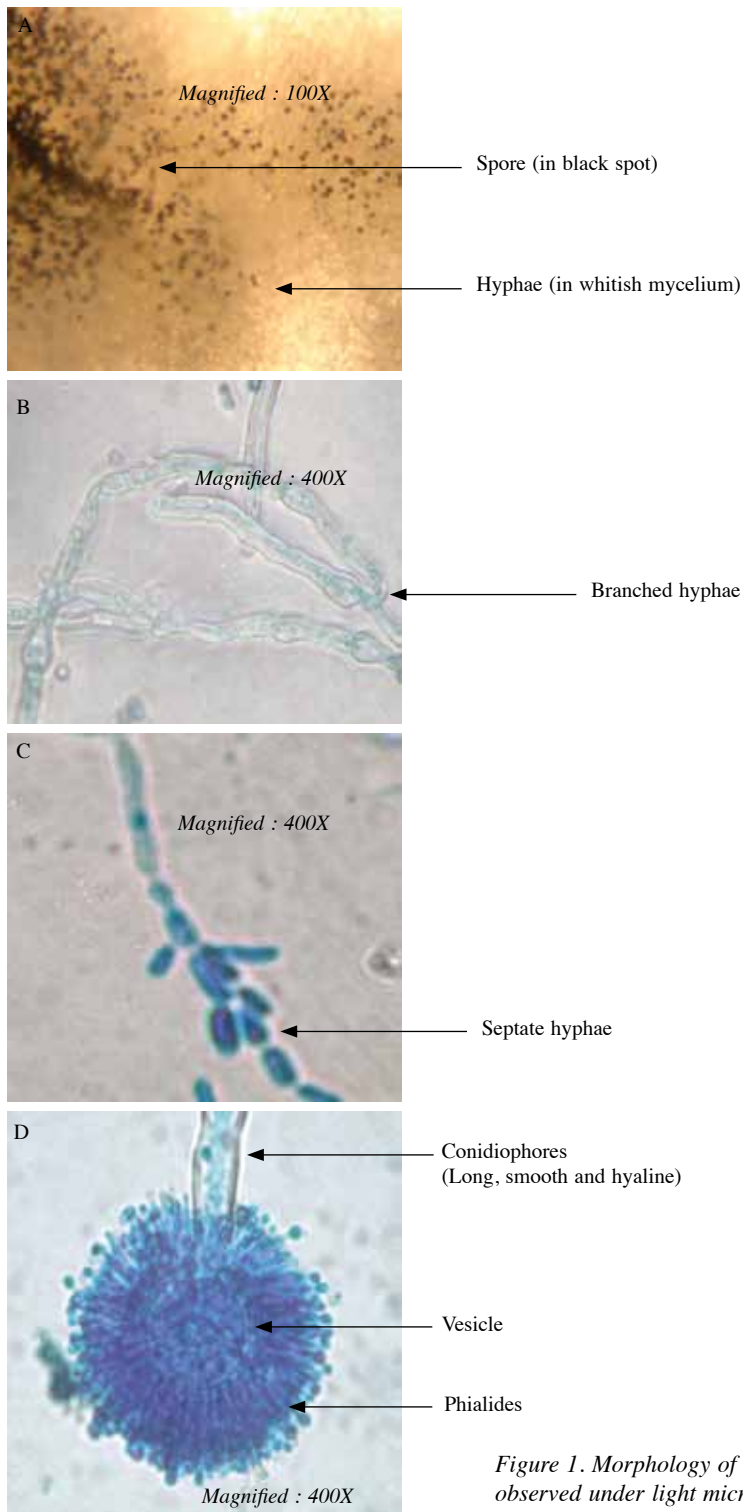 A
Magnified : 100X
Spore (in black spot)
Hyphae (in whitish mycelium)
B
Magnified : 400X
Branched hyphae
C
Magnified : 400X
Septate hyphae
D
Conidiophores
(Long, smooth and hyaline)
Vesicle
Phialides
Magnified : 400X
Figure 1. Morphology of
observed under light